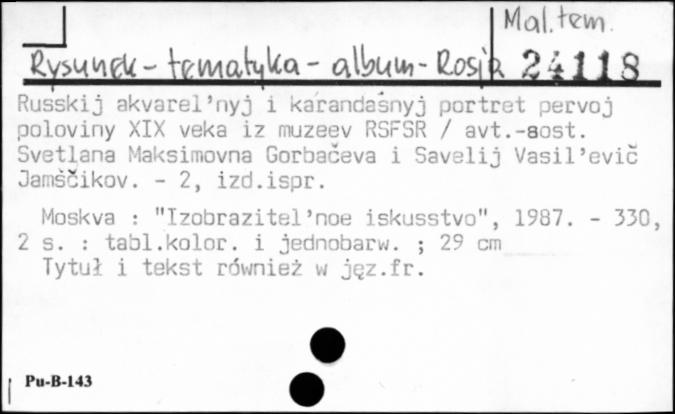 Mal.tem.
Rysunek - tematyka - album - Rosja 24118
Russkij akvarel'nyj i karandašnyj portret pervoj
poloviny XIX veka iz muzeev RSFSR / avt.-sost.
Svetlana Maksimovna Gorbačeva i Savelij Vasil'evič
Jamščikov. - 2, izd.ispr.
Moskva : "Izobrazitel'noe iskusstvo", 1987. - 330,
2 s. : tabl.kolor. i jednobarw. ; 29 cm
Tytuł i tekst również w jęz.fr.
Pu-B-143